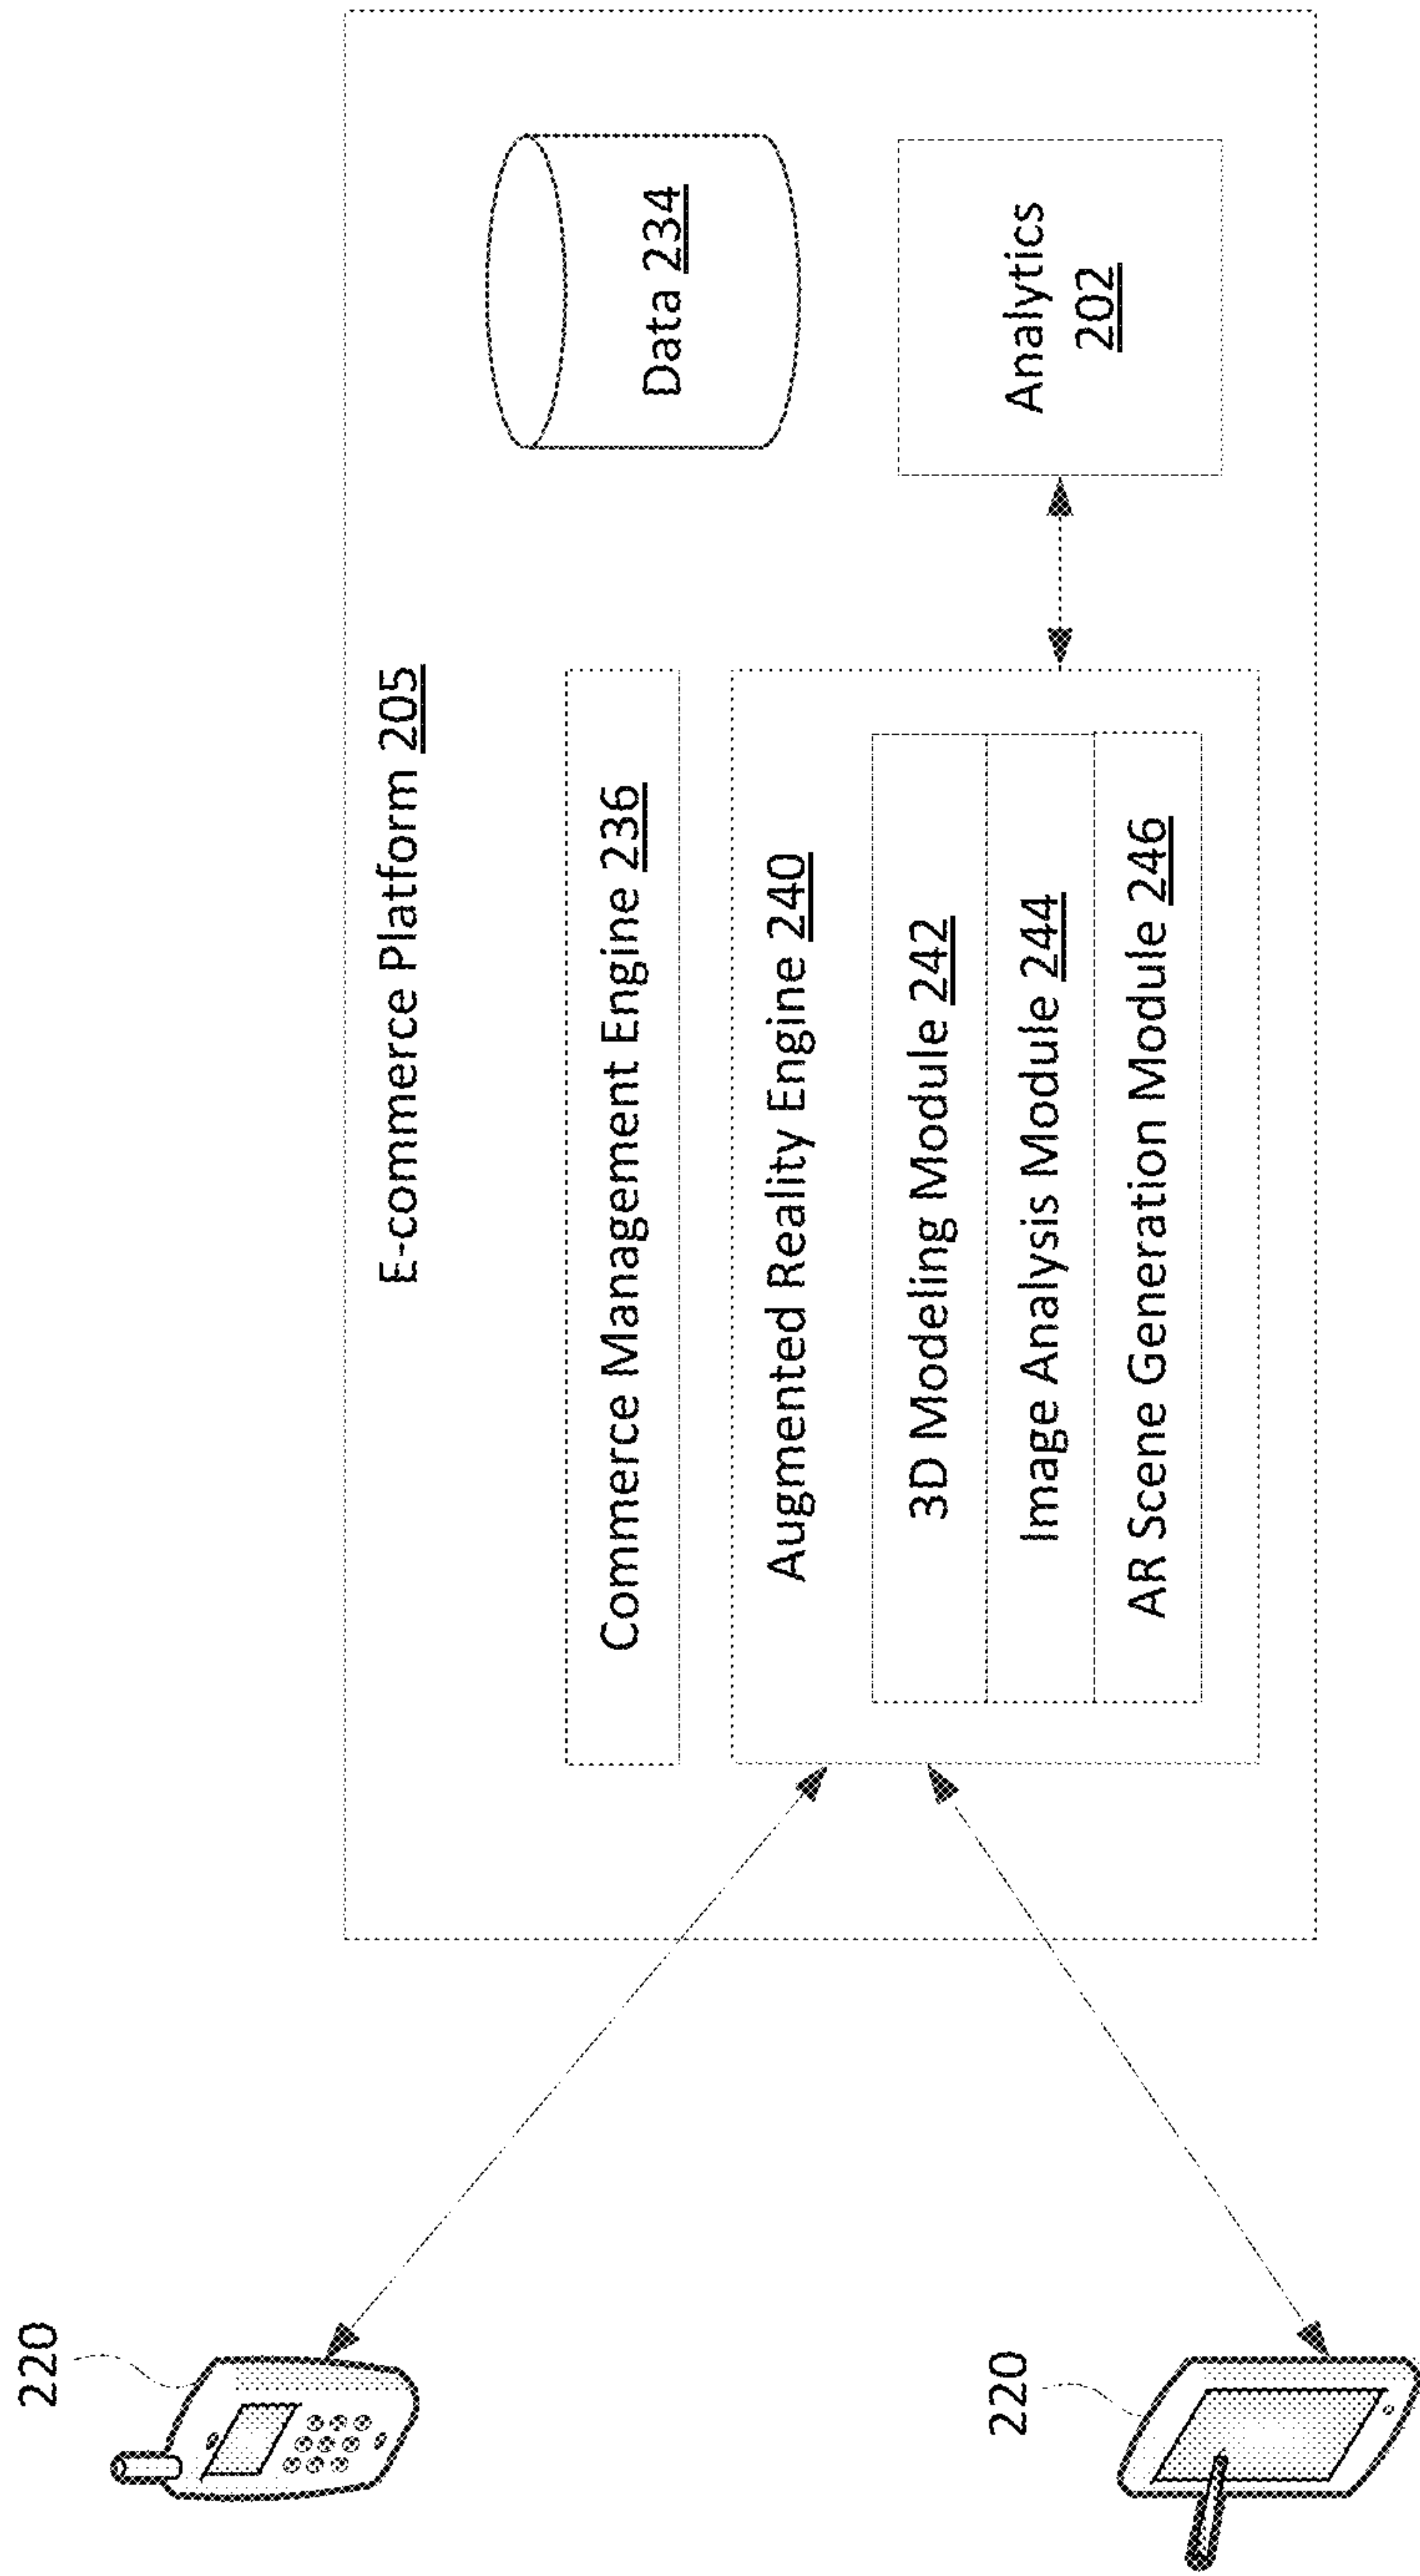 220
220
E-commerce Platform 205
Commerce Management Engine 236
Augmented Reality Engine 240
3D Modeling Module 242
Image Analysis Module 244
AR Scene Generation Module 246
Data 234
Analytics
202